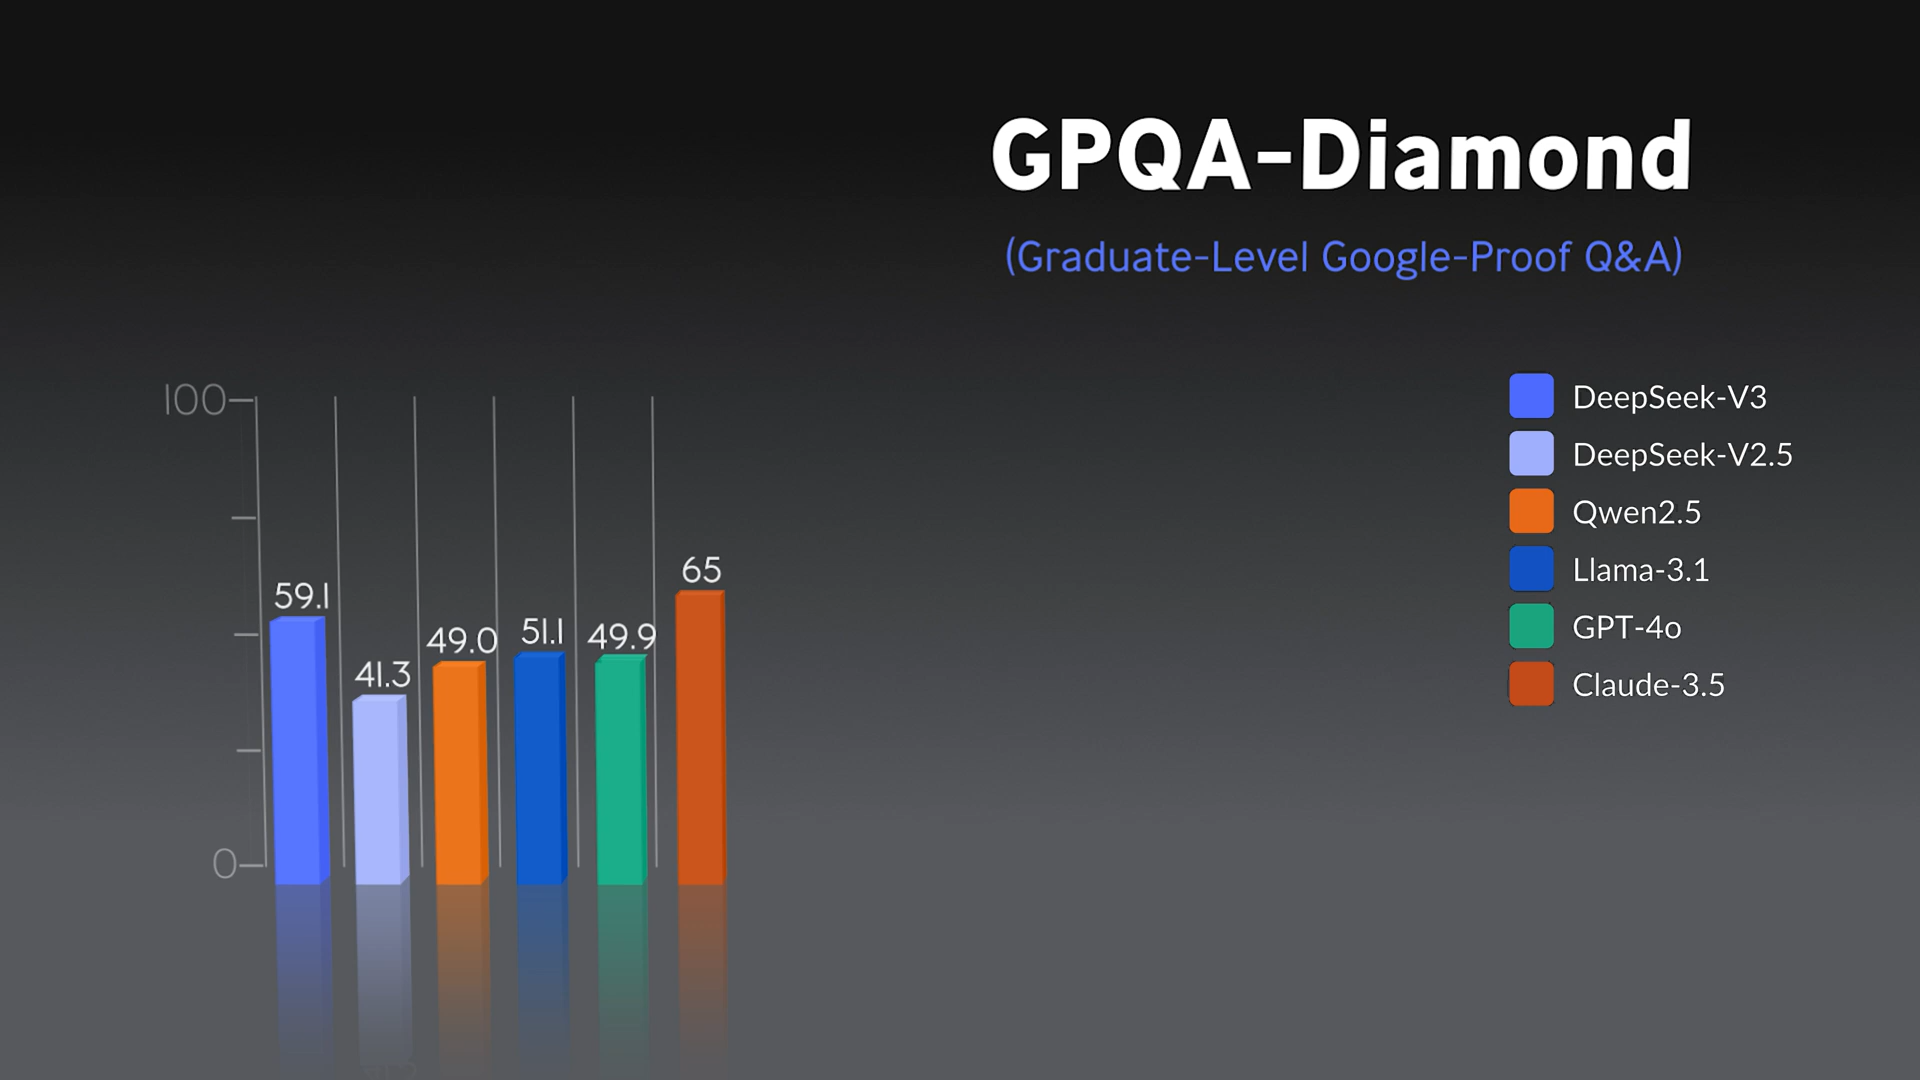 GPQA-Diamond
(Graduate-Level Google-Proof Q&A)
100
0
59.1
41.3
49.0
51.1
49.9
65
DeepSeek-V3
DeepSeek-V2.5
Qwen2.5
Llama-3.1
GPT-4o
Claude-3.5